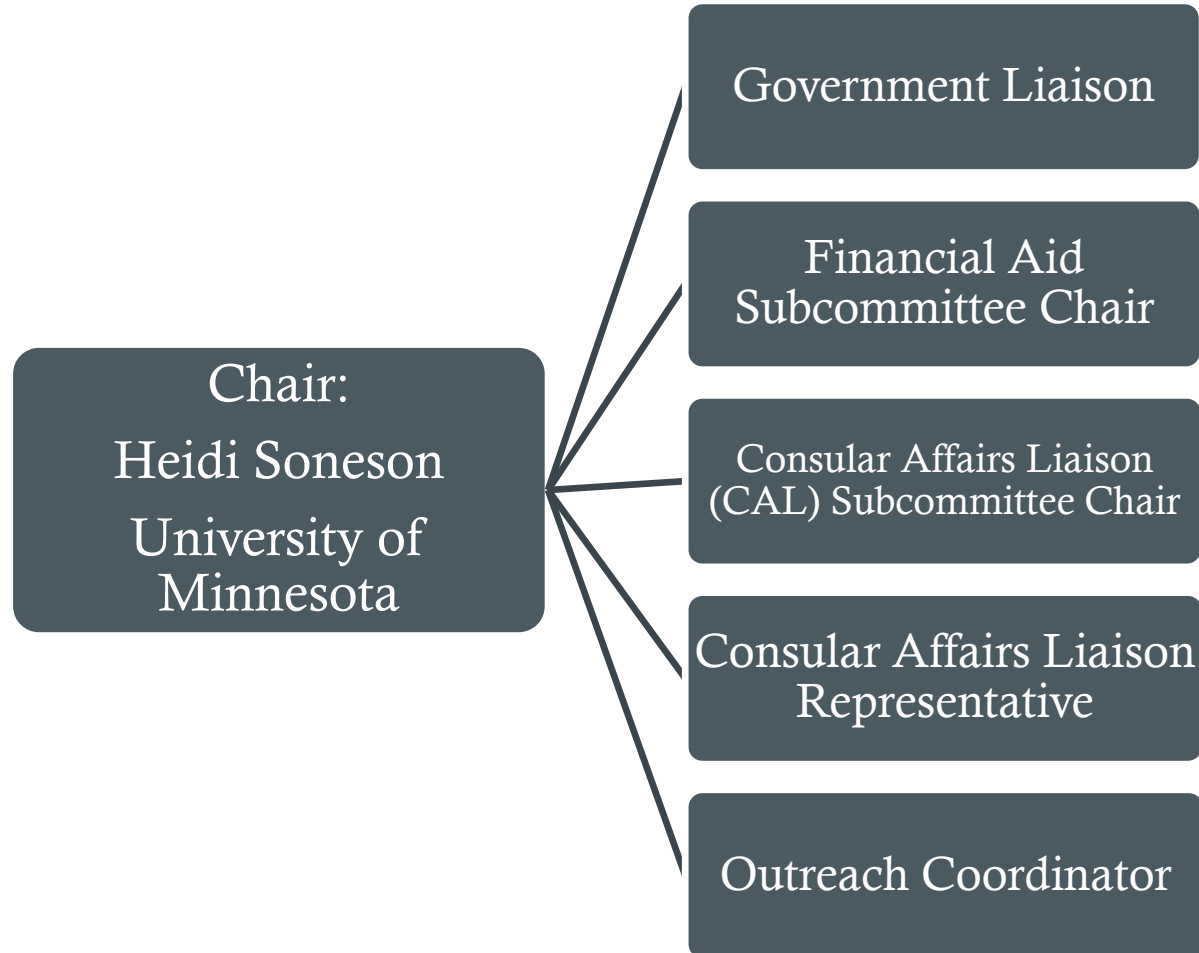 Chair:
Heidi Soneson
University of
Minnesota
Government Liaison
Financial Aid
Subcommittee Chair
Consular Affairs Liaison
(CAL) Subcommittee Chair
Consular Affairs Liaison
Representative
Outreach Coordinator